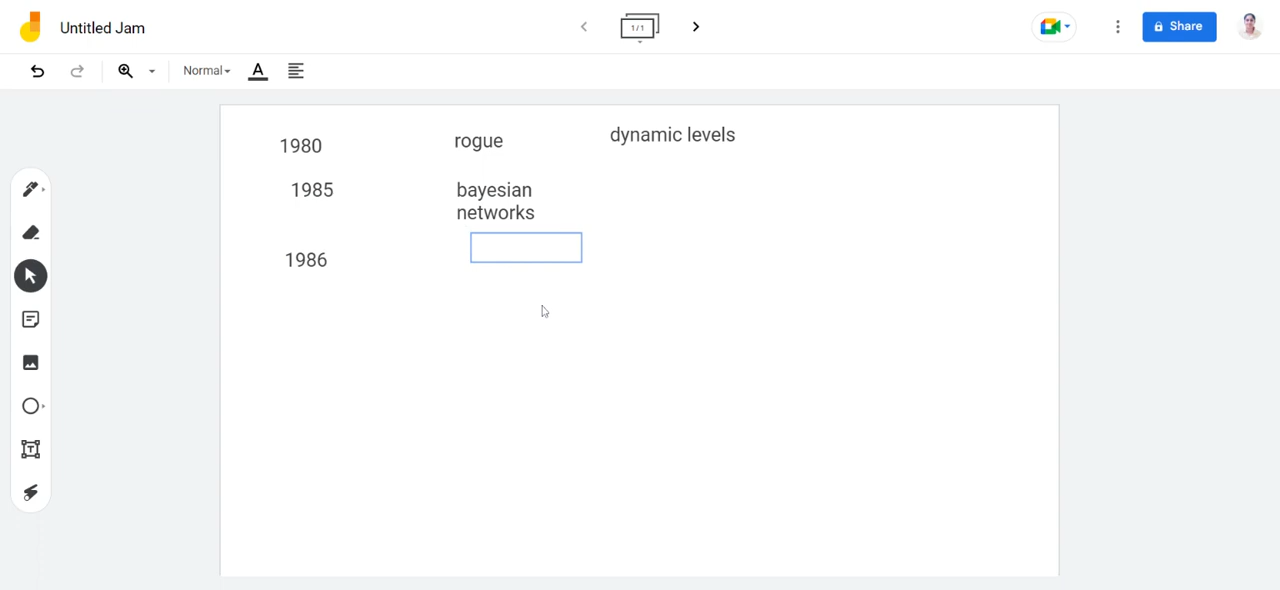 Untitled Jam
1/1
Share
Normal
A
1980 rogue dynamic levels
1985 bayesian
networks
1986